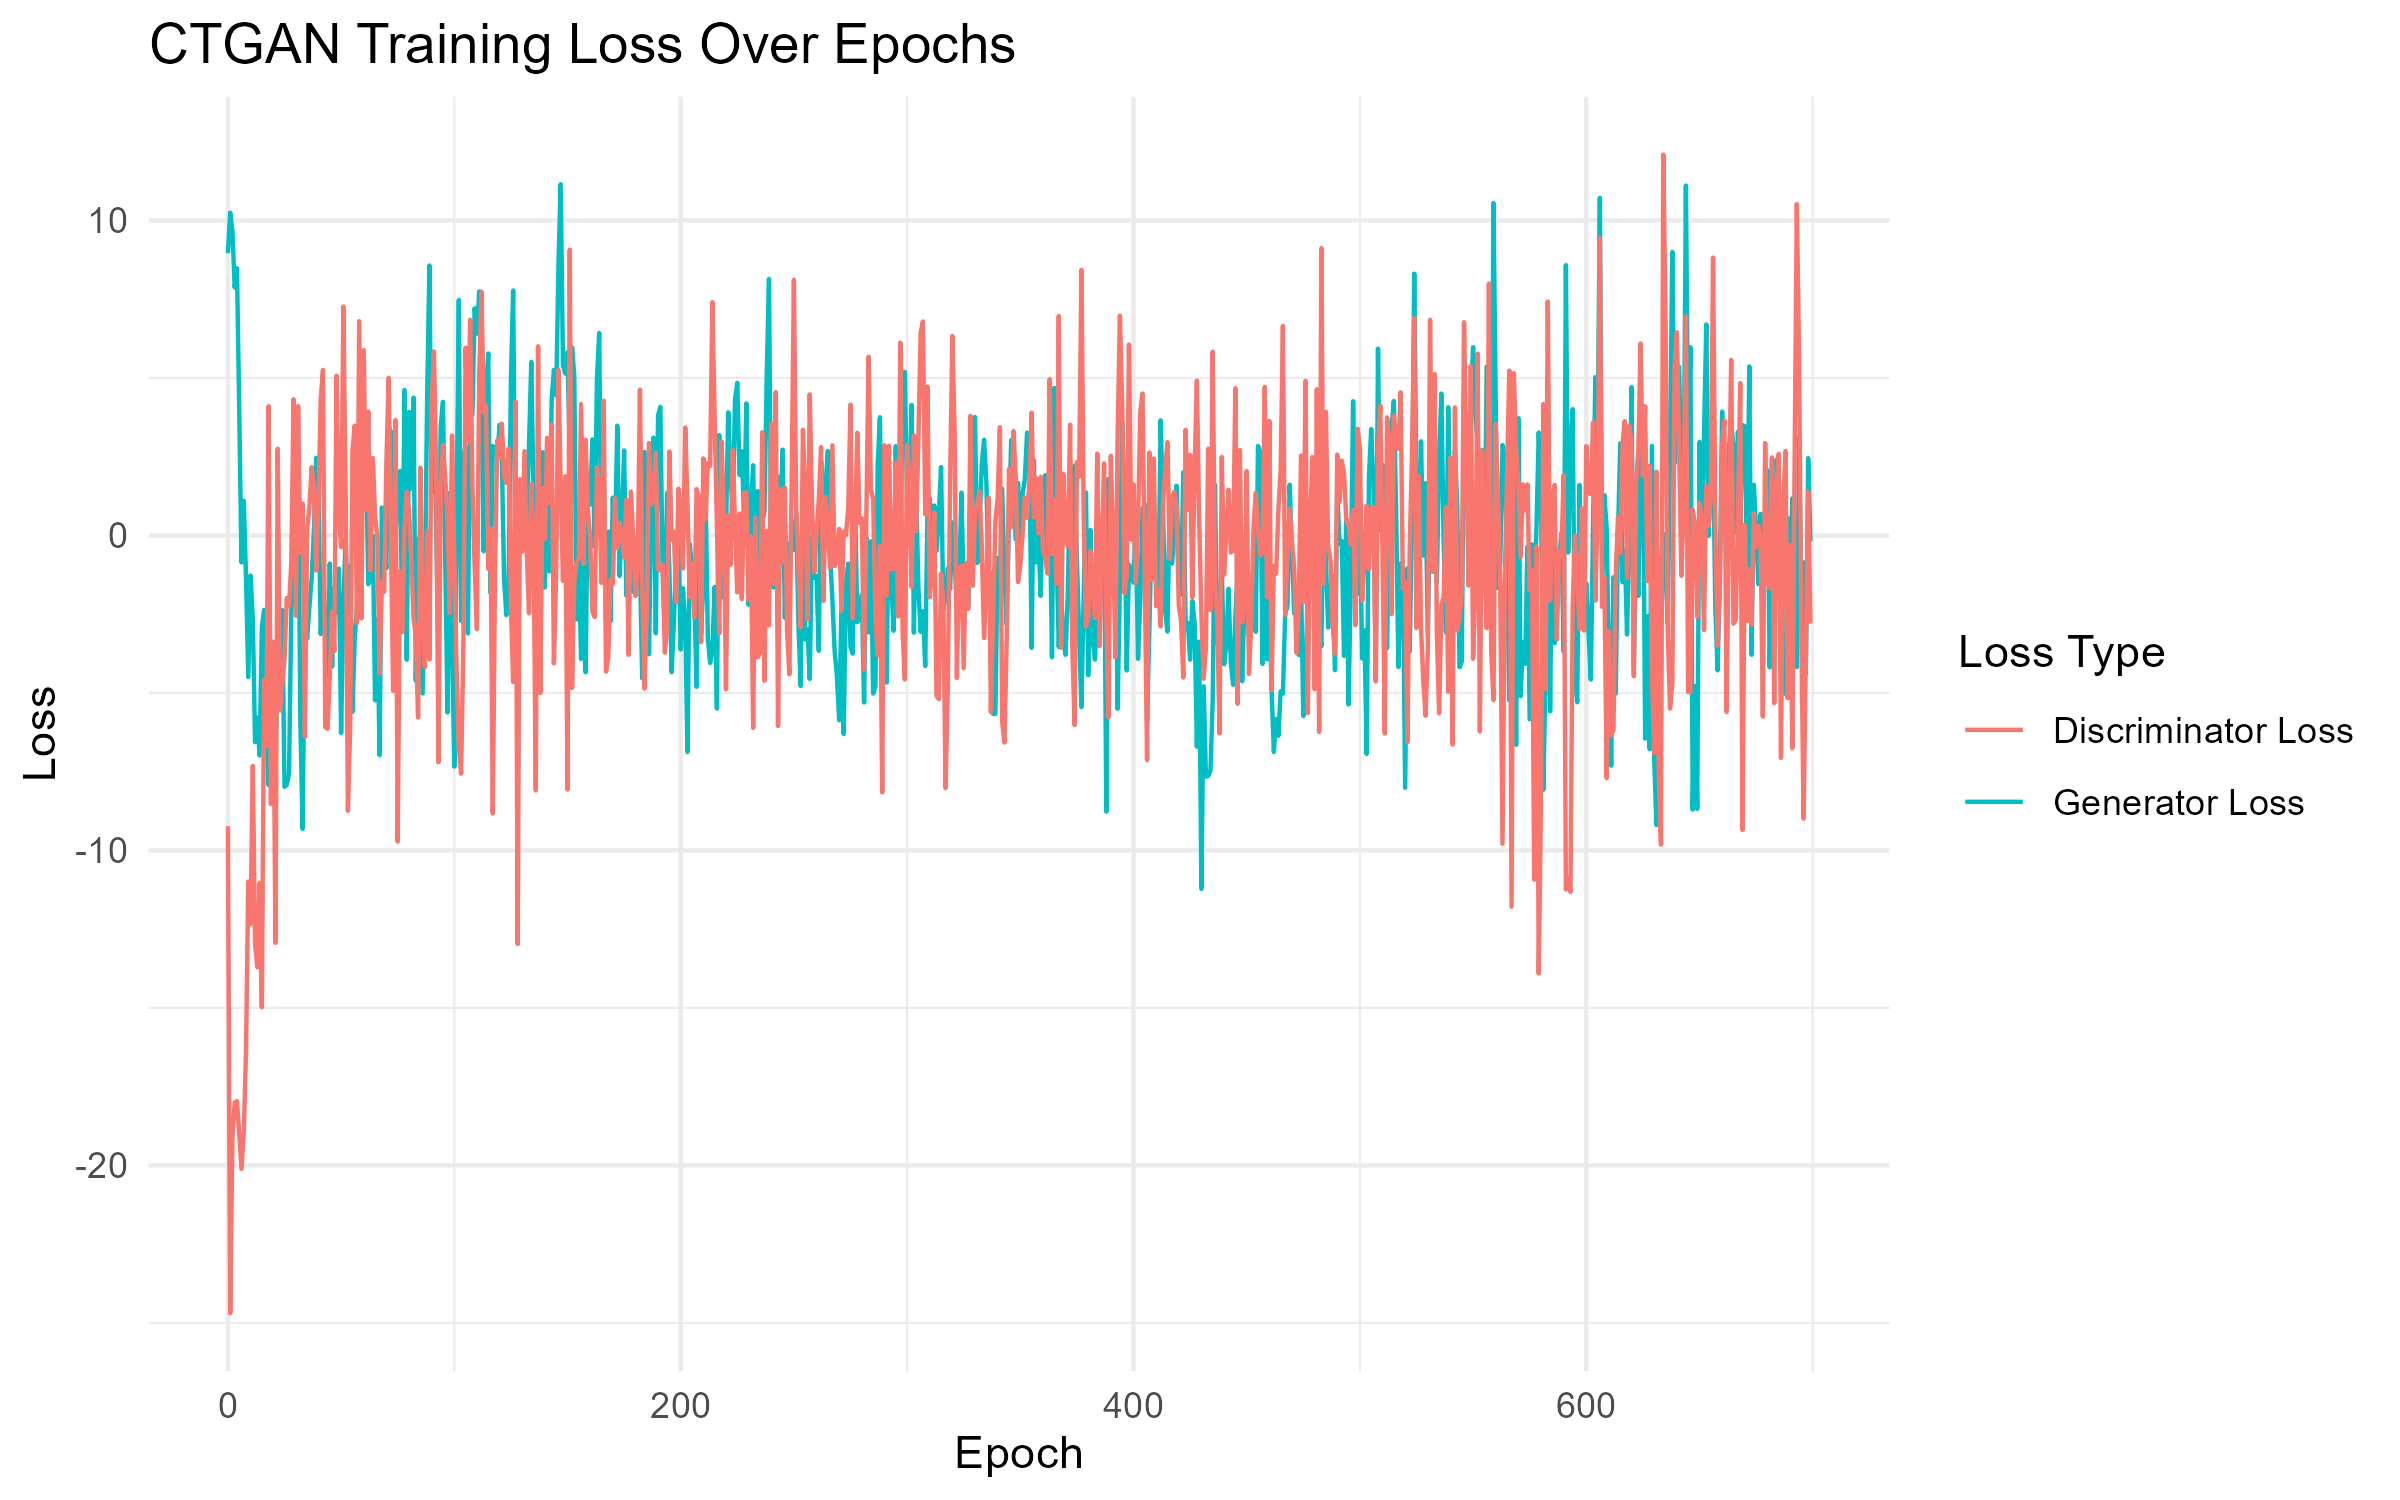 CTGAN Training Loss Over Epochs
10
0
-10
-20
Loss
0
200
400
600
Epoch
Loss Type
Discriminator Loss
Generator Loss